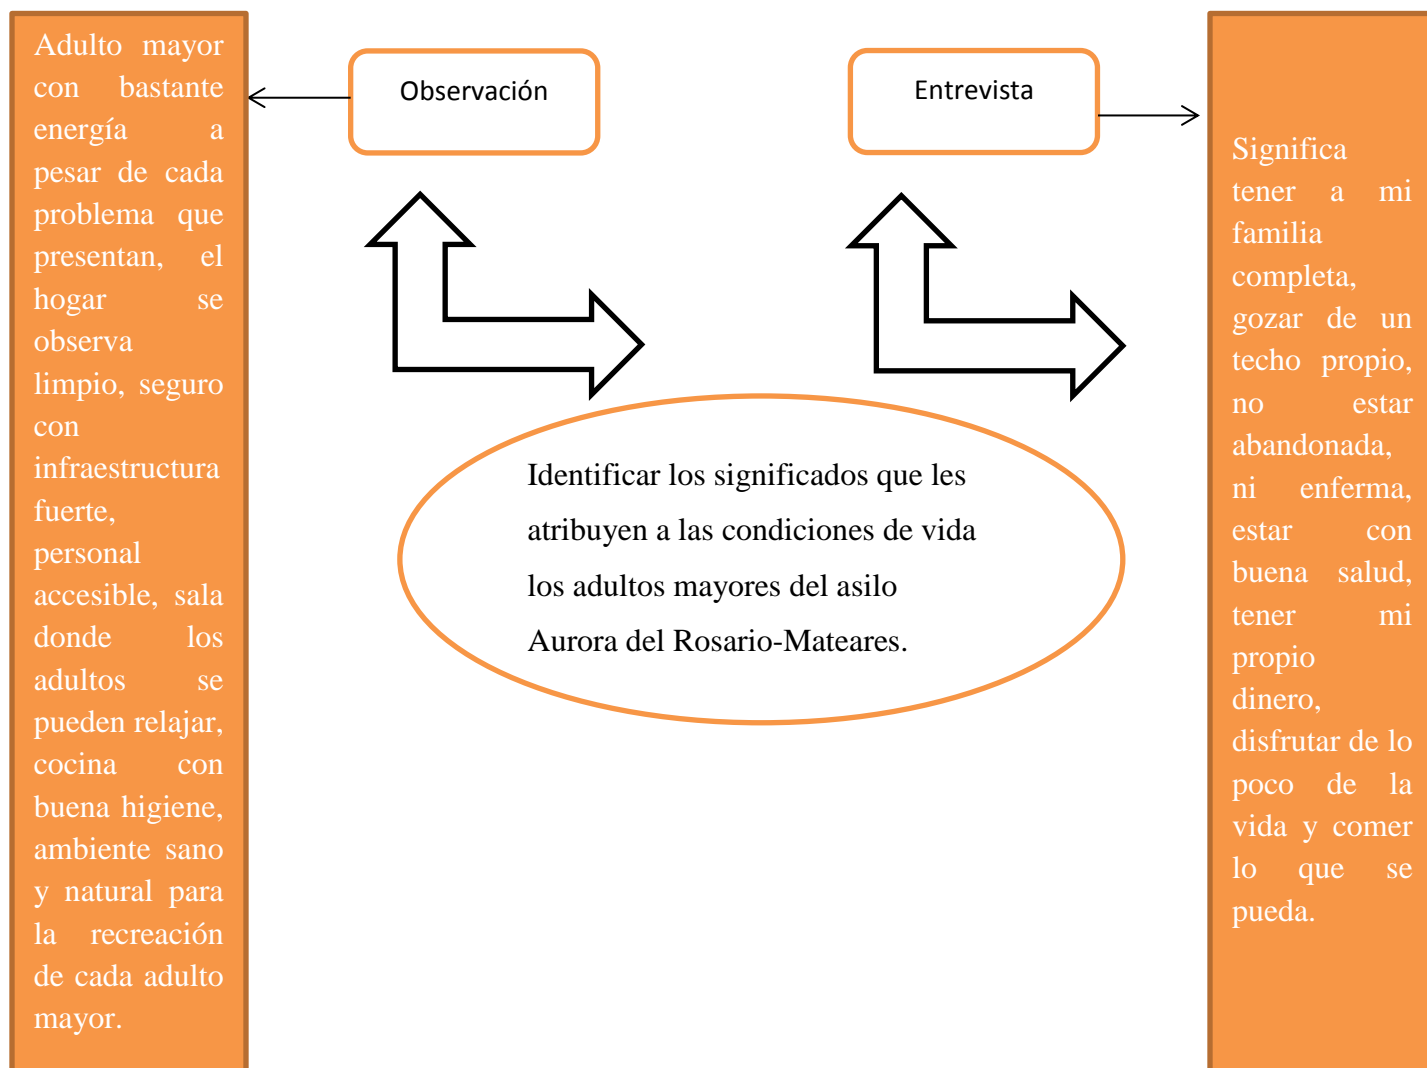 Adulto mayor
con bastante
energía a
pesar de cada
problema que
presentan, el
hogar se
observa
limpio, seguro
con
infraestructura
fuerte,
personal
accesible, sala
donde los
adultos se
pueden relajar,
cocina con
buena higiene,
ambiente sano
y natural para
la recreación
de cada adulto
mayor.
Observación
Entrevista
Identificar los significados que les
atribuyen a las condiciones de vida
los adultos mayores del asilo
Aurora del Rosario-Mateares.
Significa
tener a mi
familia
completa,
gozar de un
techo propio,
no estar
abandonada,
ni enferma,
estar con
buena salud,
tener mi
propio
dinero,
disfrutar de lo
poco de la
vida y comer
lo que se
pueda.